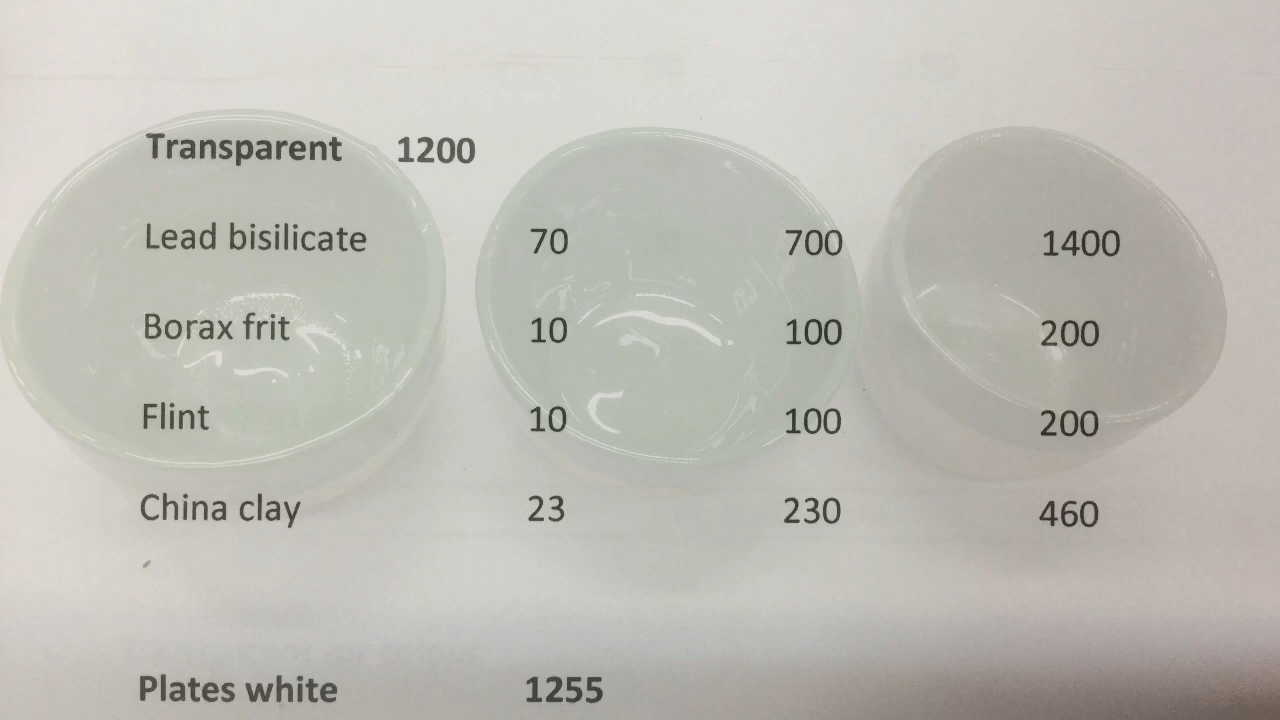 Transparent 1200
Lead bisilicate 70 700 1400
Borax frit 10 100 200
Flint 10 100 200
China clay 23 230 460
Plates white 1255